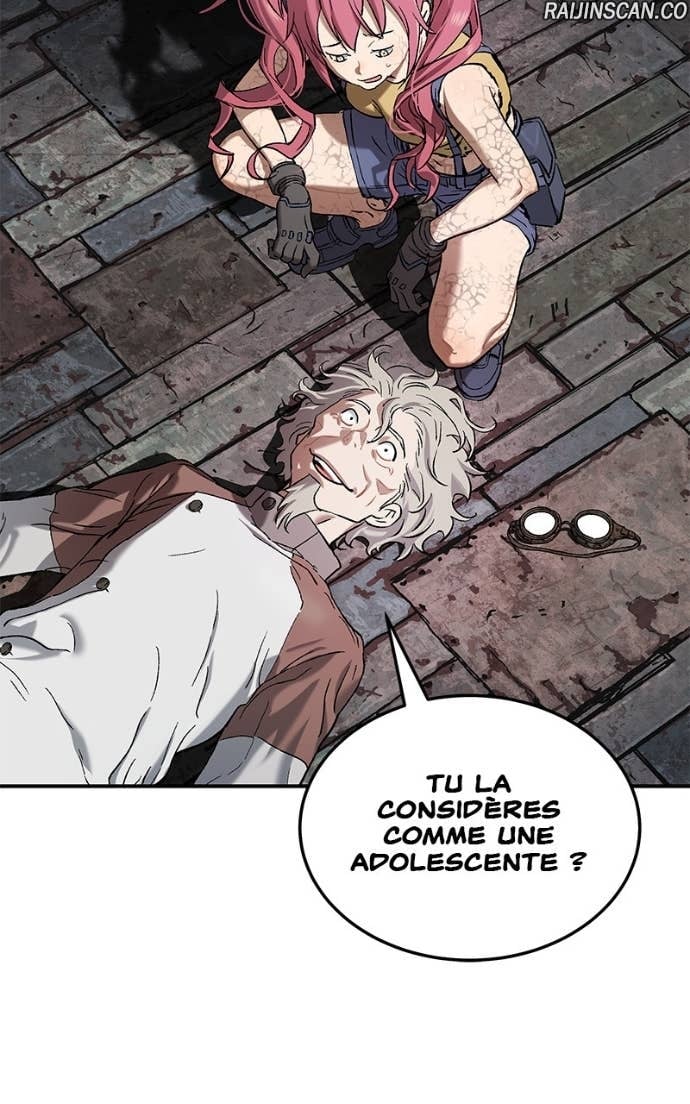 RAIJINSCAN.CO
TU LA
CONSIDÈRES
COMME UNE
ADOLESCENTE ?